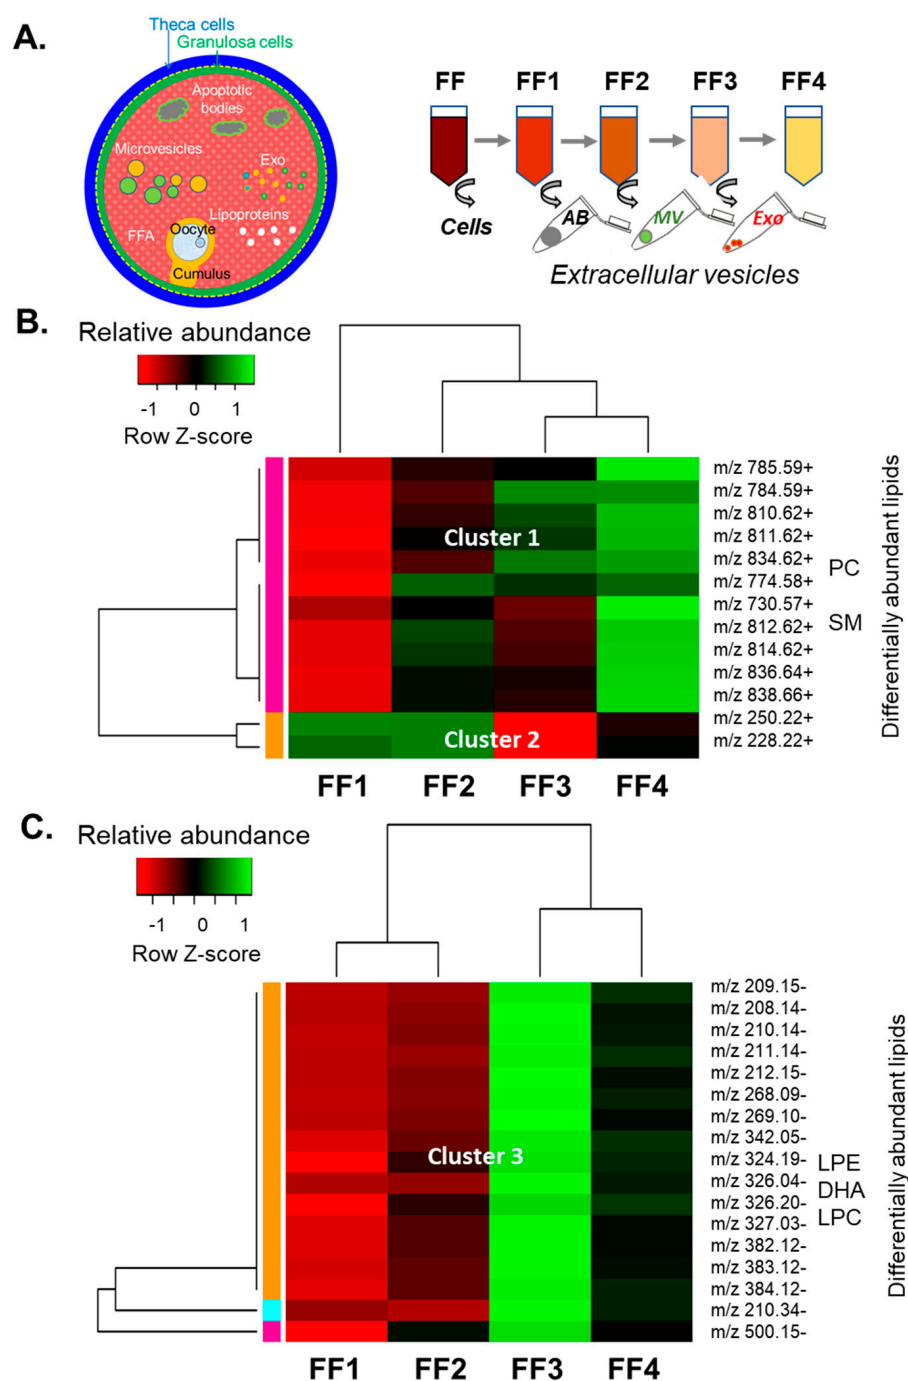 A.
Theca cells
Granulosa cells
Apoptotic
bodies
Microvesicles
Exo
Lipoproteins
FFA
Oocyte
Cumulus
FF FF1 FF2 FF3 FF4
Cells
AB MV Exo
Extracellular vesicles
B.
Relative abundance
-1 0 1
Row Z-score
m/z 785.59+
m/z 784.59+
m/z 810.62+
m/z 811.62+
m/z 834.62+
m/z 774.58+
m/z 730.57+
m/z 812.62+
m/z 814.62+
m/z 836.64+
m/z 838.66+
m/z 250.22+
m/z 228.22+
Cluster 1
Cluster 2
PC
SM
Differentially abundant lipids
FF1 FF2 FF3 FF4
C.
Relative abundance
-1 0 1
Row Z-score
m/z 209.15-
m/z 208.14-
m/z 210.14-
m/z 211.14-
m/z 212.15-
m/z 268.09-
m/z 269.10-
m/z 342.05-
m/z 324.19-
m/z 326.04-
m/z 326.20-
m/z 327.03-
m/z 382.12-
m/z 383.12-
m/z 384.12-
m/z 210.34-
m/z 500.15-
Cluster 3
LPE
DHA
LPC
Differentially abundant lipids
FF1 FF2 FF3 FF4